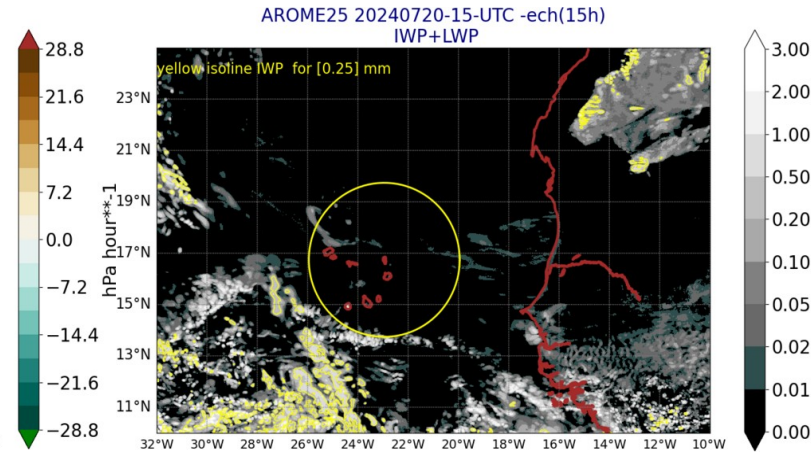 AROME25 20240720-15-UTC -ech(15h)
IWP+LWP
yellow isoline IWP  for [0.25] mm
28.8
21.6
14.4
7.2
0.0
−7.2
−14.4
−21.6
−28.8
hPa hour**-1
23°N
21°N
19°N
17°N
15°N
13°N
11°N
32°W 30°W 28°W 26°W 24°W 22°W 20°W 18°W 16°W 14°W 12°W 10°W
3.00
2.00
1.00
0.50
0.20
0.10
0.05
0.02
0.01
0.00